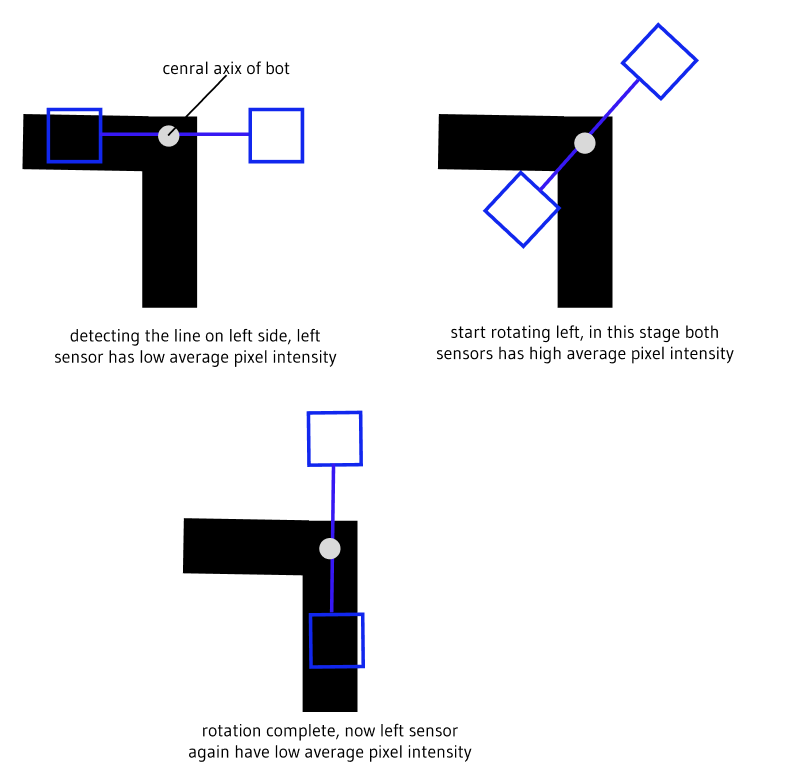 cenral axix of bot
detecting the line on left side, left
sensor has low average pixel intensity
start rotating left, in this stage both
sensors has high average pixel intensity
rotation complete, now left sensor
again have low average pixel intensity